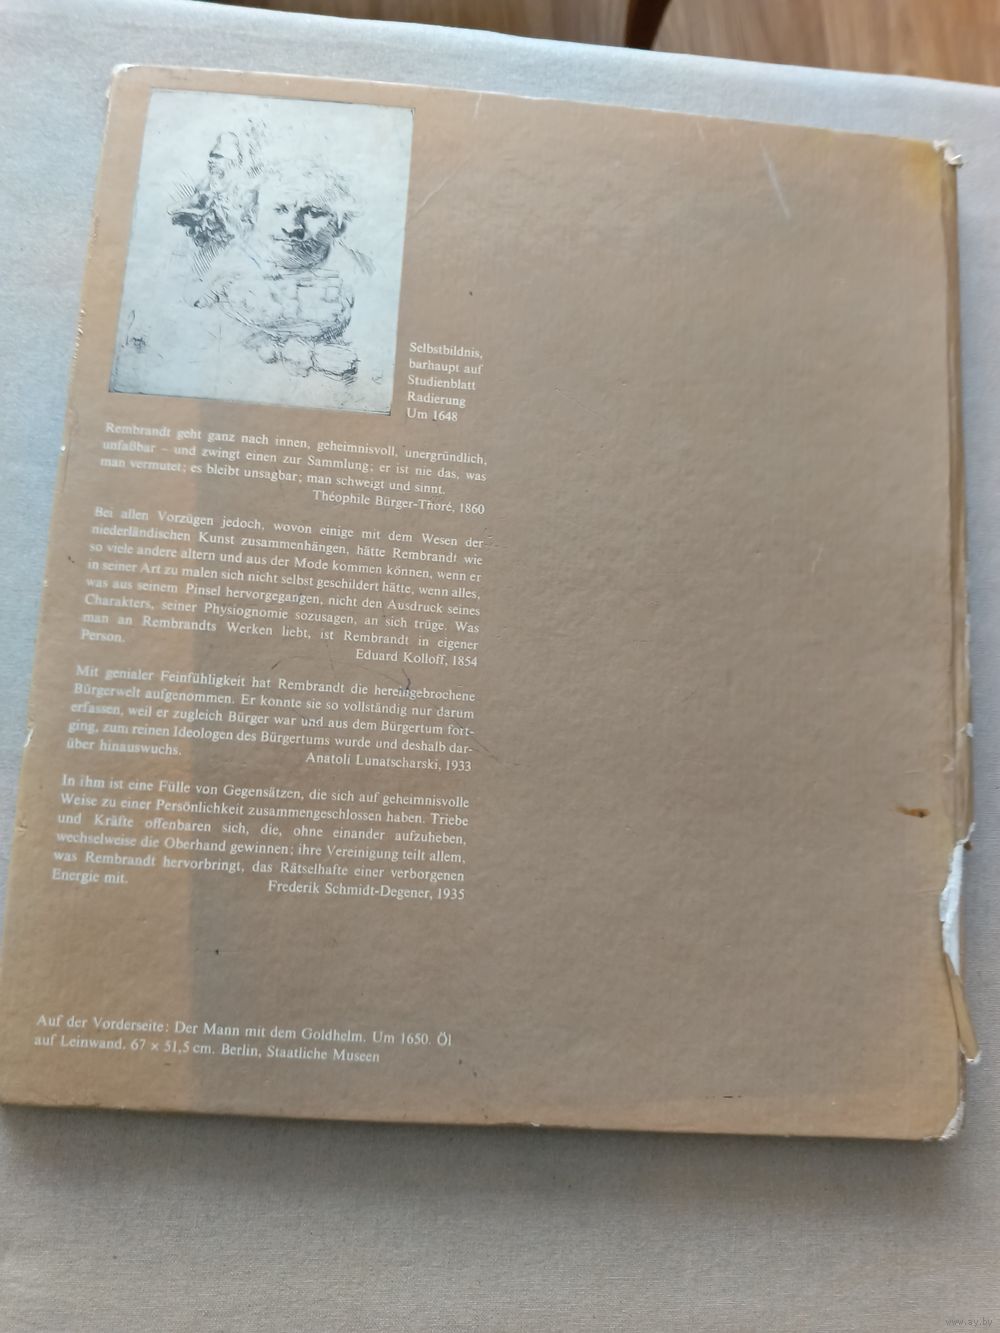 Selbstbildnis,
barhaupt auf
Studienblatt
Radierung
Um 1648
Rembrandt geht ganz nach innen, geheimnisvoll, unergründlich,
unfaßbar – und zwingt einen zur Sammlung; er ist nie das, was
man vermutet; es bleibt unsagbar; man schweigt und sinnt.
Théophile Bürger-Thoré, 1860
Bei allen Vorzügen jedoch, wovon einige mit dem Wesen der
niederländischen Kunst zusammenhängen, hätte Rembrandt wie
so viele andere altern und aus der Mode kommen können, wenn er
in seiner Art zu malen sich nicht selbst geschildert hätte, wenn alles,
was aus seinem Pinsel hervorgegangen, nicht den Ausdruck seines
Charakters, seiner Physiognomie sozusagen, an sich trüge. Was
man an Rembrandts Werken liebt, ist Rembrandt in eigener
Person.
Eduard Kolloff, 1854
Mit genialer Feinfühligkeit hat Rembrandt die hereingebrochene
Bürgerwelt aufgenommen. Er konnte sie so vollständig nur darum
erfassen, weil er zugleich Bürger war und aus dem Bürgertum fort-
ging, zum reinen Ideologen des Bürgertums wurde und deshalb dar-
über hinauswuchs.
Anatoli Lunatscharski, 1933
In ihm ist eine Fülle von Gegensätzen, die sich auf geheimnisvolle
Weise zu einer Persönlichkeit zusammengeschlossen haben. Triebe
und Kräfte offenbaren sich, die, ohne einander aufzuheben,
wechselweise die Oberhand gewinnen; ihre Vereinigung teilt allem,
was Rembrandt hervorbringt, das Rätselhafte einer verborgenen
Energie mit.
Frederik Schmidt-Degener, 1935
Auf der Vorderseite: Der Mann mit dem Goldhelm. Um 1650. Öl
auf Leinwand. 67 × 51,5 cm. Berlin, Staatliche Museen
www.ay.by